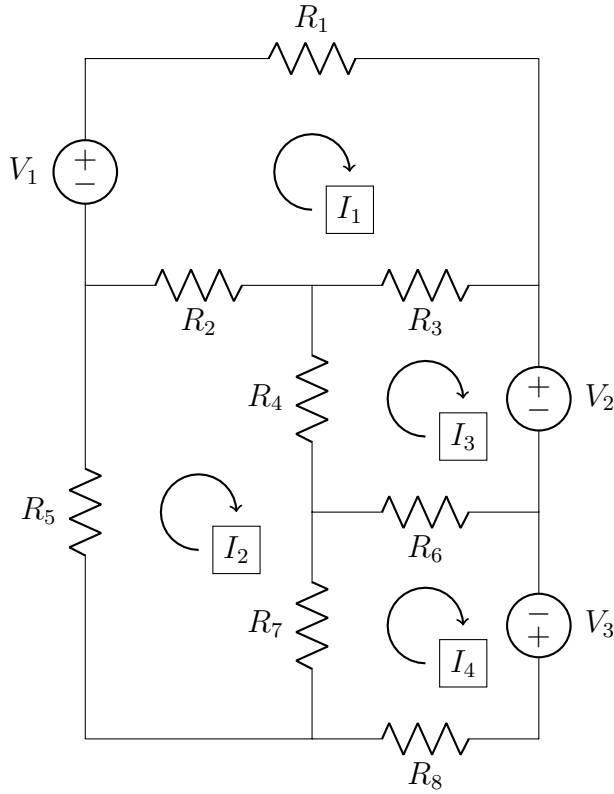 R1
+
−
V1
I1
R2
R3
R4
+
−
V2
I3
R5
R6
I2
−
+
V3
R7
I4
R8